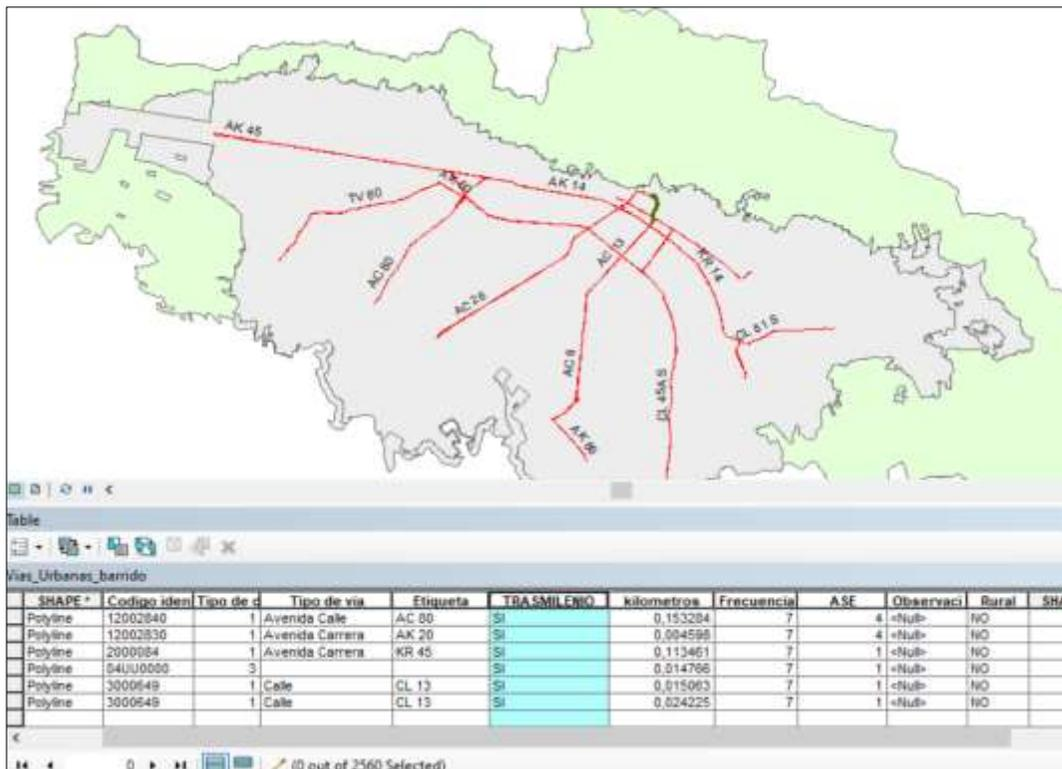 AK 45
AK 14
TV 60
AC 80
AC 26
AC 13
KR 14
CL 51 S
AC 6
CL 45A S
AK 86
Table
Vias_Urbanas_barrido
SHAPE * Codigo iden Tipo de c Tipo de via Etiqueta TRASMILENIO kilometros Frecuencia ASE Observaci Rural SHA
Polyline 12002840 1 Avenida Calle AC 80 SI 0,153284 7 4 <Null> NO
Polyline 12002830 1 Avenida Carrera AK 20 SI 0,004598 7 4 <Null> NO
Polyline 2000084 1 Avenida Carrera KR 45 SI 0,113461 7 1 <Null> NO
Polyline 04UU0080 3 SI 0,014766 7 1 <Null> NO
Polyline 3000649 1 Calle CL 13 SI 0,015063 7 1 <Null> NO
Polyline 3000649 1 Calle CL 13 SI 0,024225 7 1 <Null> NO
0 (0 out of 2560 Selected)